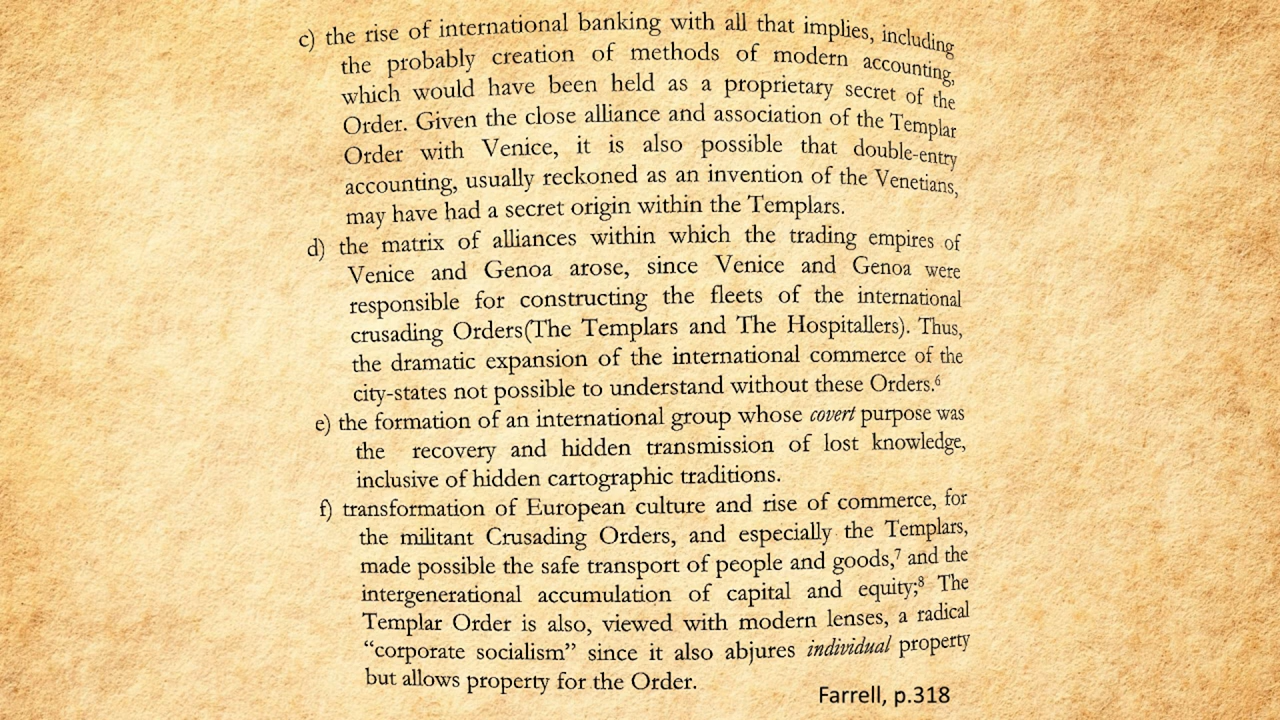 c) the rise of international banking with all that implies, including
the probably creation of methods of modern accounting,
which would have been held as a proprietary secret of the
Order. Given the close alliance and association of the Templar
Order with Venice, it is also possible that double-entry
accounting, usually reckoned as an invention of the Venetians,
may have had a secret origin within the Templars.
d) the matrix of alliances within which the trading empires of
Venice and Genoa arose, since Venice and Genoa were
responsible for constructing the fleets of the international
crusading Orders(The Templars and The Hospitallers). Thus,
the dramatic expansion of the international commerce of the
city-states not possible to understand without these Orders.⁶
e) the formation of an international group whose covert purpose was
the recovery and hidden transmission of lost knowledge,
inclusive of hidden cartographic traditions.
f) transformation of European culture and rise of commerce, for
the militant Crusading Orders, and especially the Templars,
made possible the safe transport of people and goods,⁷ and the
intergenerational accumulation of capital and equity;⁸ The
Templar Order is also, viewed with modern lenses, a radical
“corporate socialism” since it also abjures individual property
but allows property for the Order.
Farrell, p.318